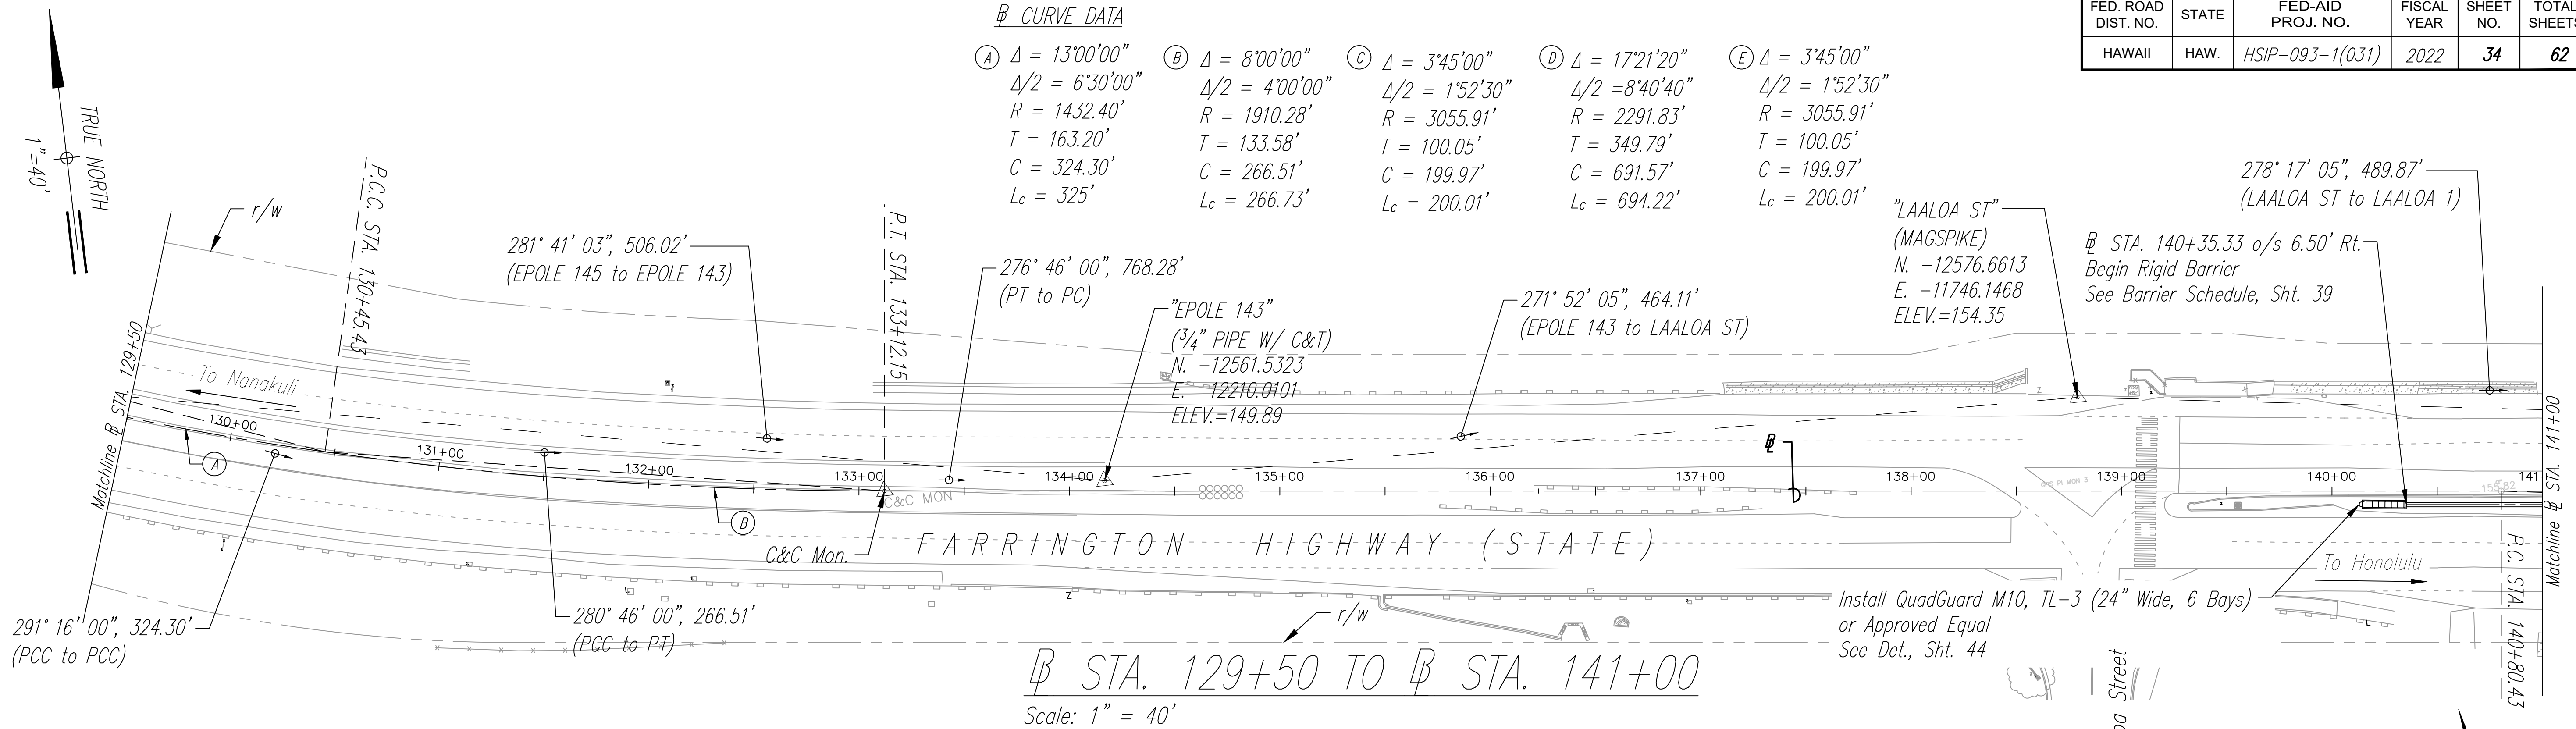 FED. ROAD DIST. NO.
STATE
FED-AID PROJ. NO.
FISCAL YEAR
SHEET NO.
TOTAL SHEETS
HAWAII
HAW.
HSIP-093-1(031)
2022
34
62
TRUE NORTH
1"=40'
℄ CURVE DATA
A Δ = 13°00'00"
Δ/2 = 6°30'00"
R = 1432.40'
T = 163.20'
C = 324.30'
Lc = 325'
B Δ = 8°00'00"
Δ/2 = 4°00'00"
R = 1910.28'
T = 133.58'
C = 266.51'
Lc = 266.73'
C Δ = 3°45'00"
Δ/2 = 1°52'30"
R = 3055.91'
T = 100.05'
C = 199.97'
Lc = 200.01'
D Δ = 17°21'20"
Δ/2 =8°40'40"
R = 2291.83'
T = 349.79'
C = 691.57'
Lc = 694.22'
E Δ = 3°45'00"
Δ/2 = 1°52'30"
R = 3055.91'
T = 100.05'
C = 199.97'
Lc = 200.01'
r/w
P.C.C. STA. 130+45.43
281° 41' 03", 506.02'
(EPOLE 145 to EPOLE 143)
P.T. STA. 133+12.15
276° 46' 00", 768.28'
(PT to PC)
"EPOLE 143"
(3/4" PIPE W/ C&T)
N. -12561.5323
E. -12210.0101
ELEV.=149.89
271° 52' 05", 464.11'
(EPOLE 143 to LAALOA ST)
"LAALOA ST"
(MAGSPIKE)
N. -12576.6613
E. -11746.1468
ELEV.=154.35
278° 17' 05", 489.87'
(LAALOA ST to LAALOA 1)
℄ STA. 140+35.33 o/s 6.50' Rt.
Begin Rigid Barrier
See Barrier Schedule, Sht. 39
Matchline ℄ STA. 129+50
To Nanakuli
130+00
131+00
132+00
133+00
134+00
135+00
136+00
137+00
138+00
139+00
140+00
141+
A
B
C&C MON
C&C Mon.
℄
GPS PI MON 3
Matchline ℄ STA. 141+00
FARRINGTON HIGHWAY (STATE)
To Honolulu
P.C. STA. 140+80.43
Install QuadGuard M10, TL-3 (24" Wide, 6 Bays)
or Approved Equal
See Det., Sht. 44
291° 16' 00", 324.30'
(PCC to PCC)
280° 46' 00", 266.51'
(PCC to PT)
r/w
z
z
℄ STA. 129+50 TO ℄ STA. 141+00
Scale: 1" = 40'
Street